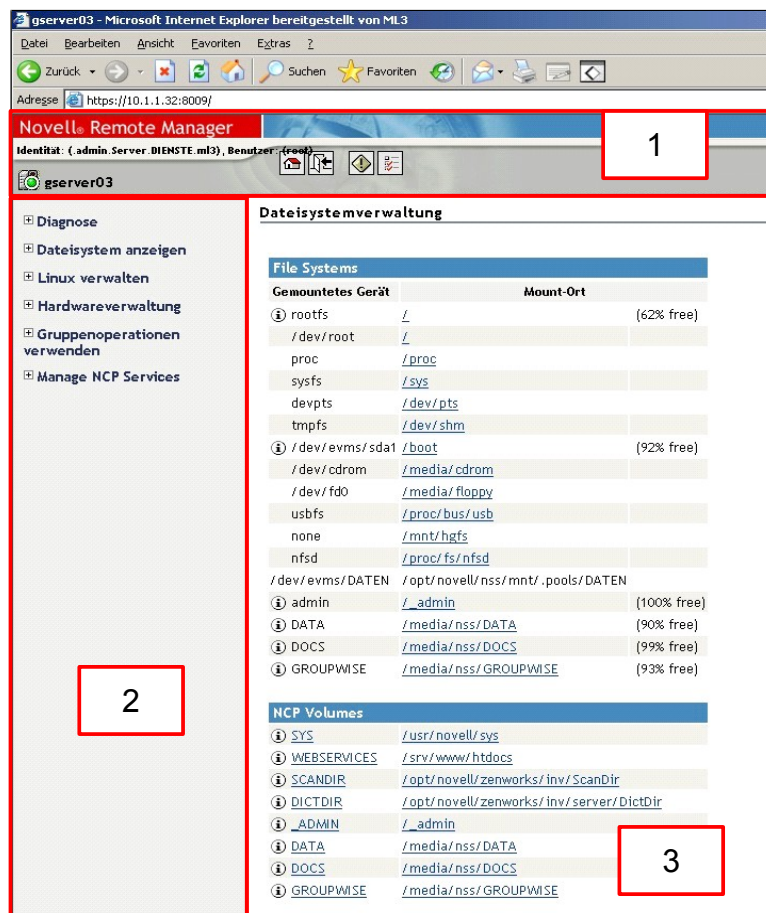 gserver03 - Microsoft Internet Explorer bereitgestellt von ML3
Datei Bearbeiten Ansicht Favoriten Extras ?
Zurück Suchen Favoriten
Adresse https://10.1.1.32:8009/
Novell® Remote Manager
Identität: (.admin.Server.DIENSTE.ml3), Benutzer: (root)
gserver03
1
Diagnose
Dateisystem anzeigen
Linux verwalten
Hardwareverwaltung
Gruppenoperationen
verwenden
Manage NCP Services
2
Dateisystemverwaltung
File Systems
Gemountetes Gerät Mount-Ort
rootfs / (62% free)
/dev/root /
proc /proc
sysfs /sys
devpts /dev/pts
tmpfs /dev/shm
/dev/evms/sda1 /boot (92% free)
/dev/cdrom /media/cdrom
/dev/fd0 /media/floppy
usbfs /proc/bus/usb
none /mnt/hgfs
nfsd /proc/fs/nfsd
/dev/evms/DATEN /opt/novell/nss/mnt/.pools/DATEN
admin /_admin (100% free)
DATA /media/nss/DATA (90% free)
DOCS /media/nss/DOCS (99% free)
GROUPWISE /media/nss/GROUPWISE (93% free)
NCP Volumes
SYS /usr/novell/sys
WEBSERVICES /srv/www/htdocs
SCANDIR /opt/novell/zenworks/inv/ScanDir
DICTDIR /opt/novell/zenworks/inv/server/DictDir
_ADMIN /_admin
DATA /media/nss/DATA
DOCS /media/nss/DOCS
GROUPWISE /media/nss/GROUPWISE
3